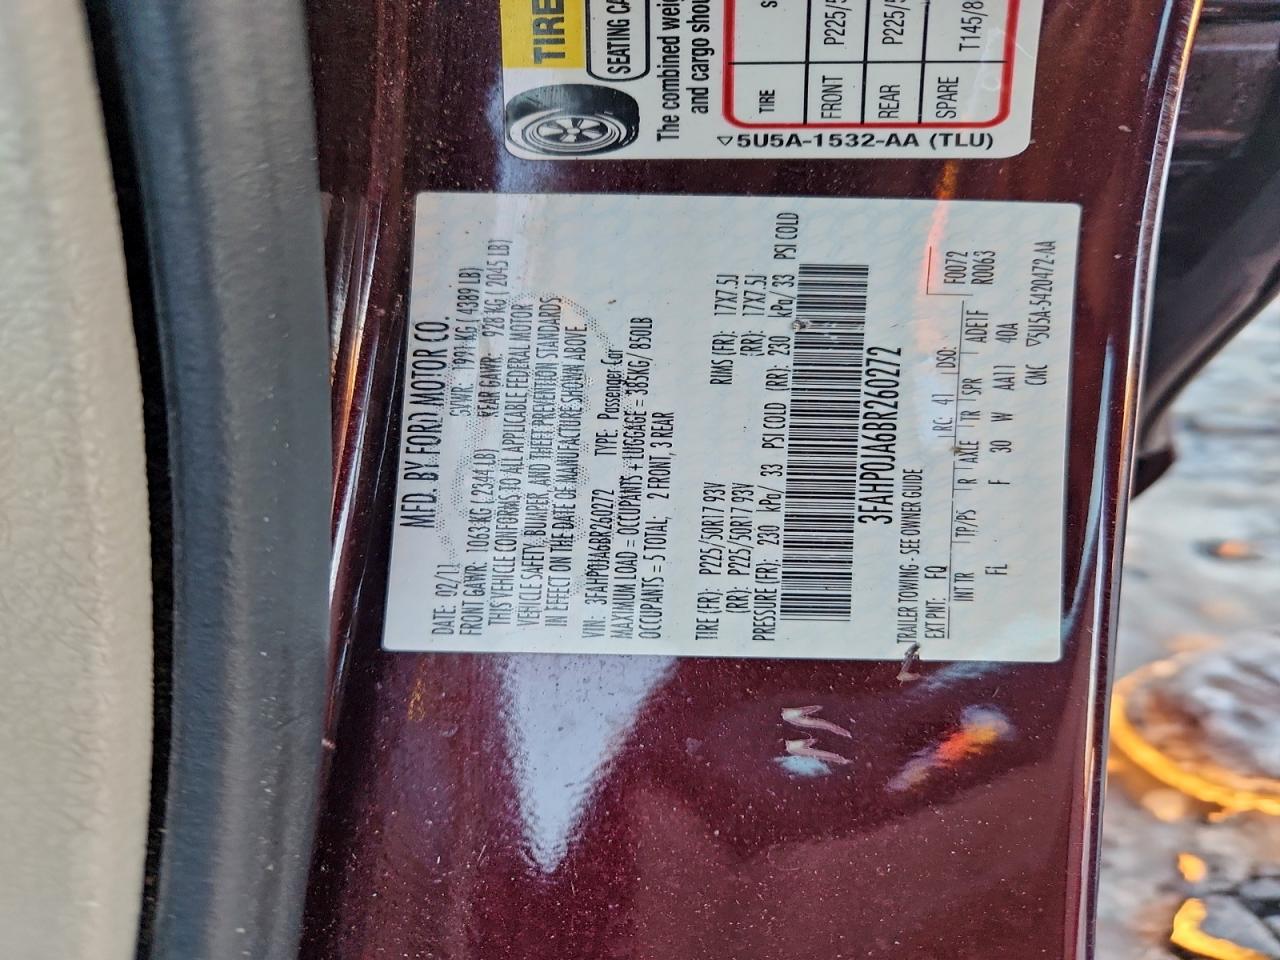 MFD. BY FORD MOTOR CO.
DATE: 02/11 GVWR: 1991 KG ( 4389 LB)
FRONT GAWR: 1063 KG ( 2344 LB) REAR GAWR: 928 KG ( 2045 LB)
THIS VEHICLE CONFORMS TO ALL APPLICABLE FEDERAL MOTOR
VEHICLE SAFETY, BUMPER, AND THEFT PREVENTION STANDARDS
IN EFFECT ON THE DATE OF MANUFACTURE SHOWN ABOVE.
VIN: 3FAHP0JA6BR260272 TYPE: Passenger Car
MAXIMUM LOAD = OCCUPANTS + LUGGAGE = 385KG/ 850LB
OCCUPANTS = 5 TOTAL; 2 FRONT, 3 REAR
TIRE (FR): P225/50R17 93V RIMS (FR): 17X7.5J
(RR): P225/50R17 93V (RR): 17X7.5J
PRESSURE (FR): 230 kPa/ 33 PSI COLD (RR): 230 kPa/ 33 PSI COLD
3FAHP0JA6BR260272
TRAILER TOWING - SEE OWNER GUIDE
EXT PNT: FQ RC: 41 DSO: F0072
INTR TP/PS R AXLE TR SPR ADETF R0063
FL F 30 W AA11 40A
CMC ▽5U5A-5420472-AA
TIRE
SEATING CA
The combined weig
and cargo shou
TIRE S
FRONT P225/5
REAR P225/5
SPARE T145/8
▽5U5A-1532-AA (TLU)